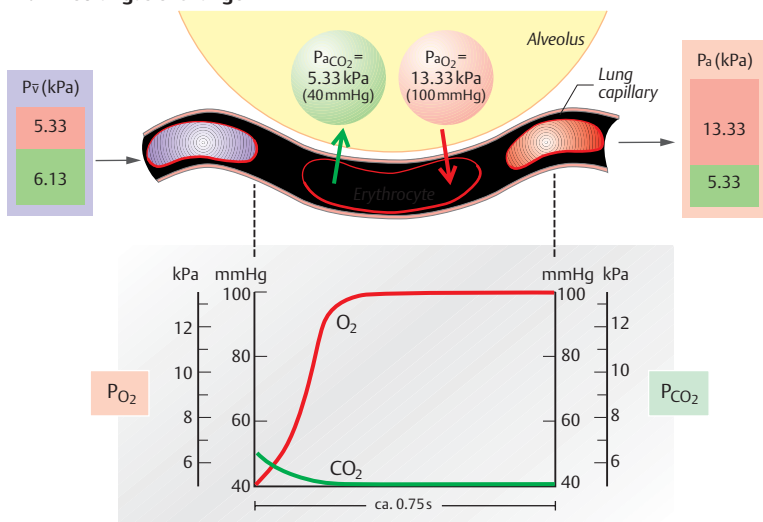 Alveolus
PaCO2 =
5.33 kPa
(40 mmHg)
PaO2 =
13.33 kPa
(100 mmHg)
Lung
capillary
Pv̄ (kPa)
5.33
6.13
Erythrocyte
Pa (kPa)
13.33
5.33
kPa
mmHg
mmHg
kPa
100
80
60
40
12
10
8
6
O2
CO2
100
80
60
40
12
10
8
6
PO2
PCO2
ca. 0.75 s